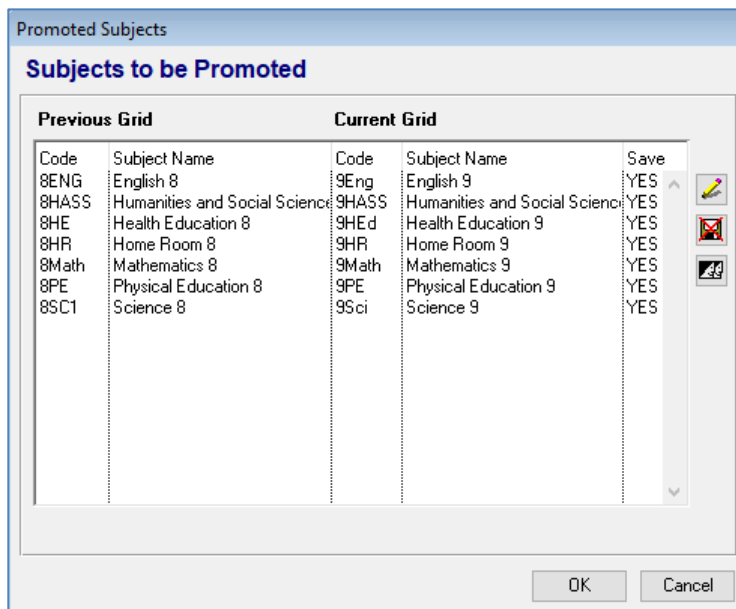 Promoted Subjects
Subjects to be Promoted
Previous Grid Current Grid
Code Subject Name Code Subject Name Save
8ENG English 8 9Eng English 9 YES
8HASS Humanities and Social Science 9HASS Humanities and Social Science YES
8HE Health Education 8 9HEd Health Education 9 YES
8HR Home Room 8 9HR Home Room 9 YES
8Math Mathematics 8 9Math Mathematics 9 YES
8PE Physical Education 8 9PE Physical Education 9 YES
8SC1 Science 8 9Sci Science 9 YES
OK Cancel